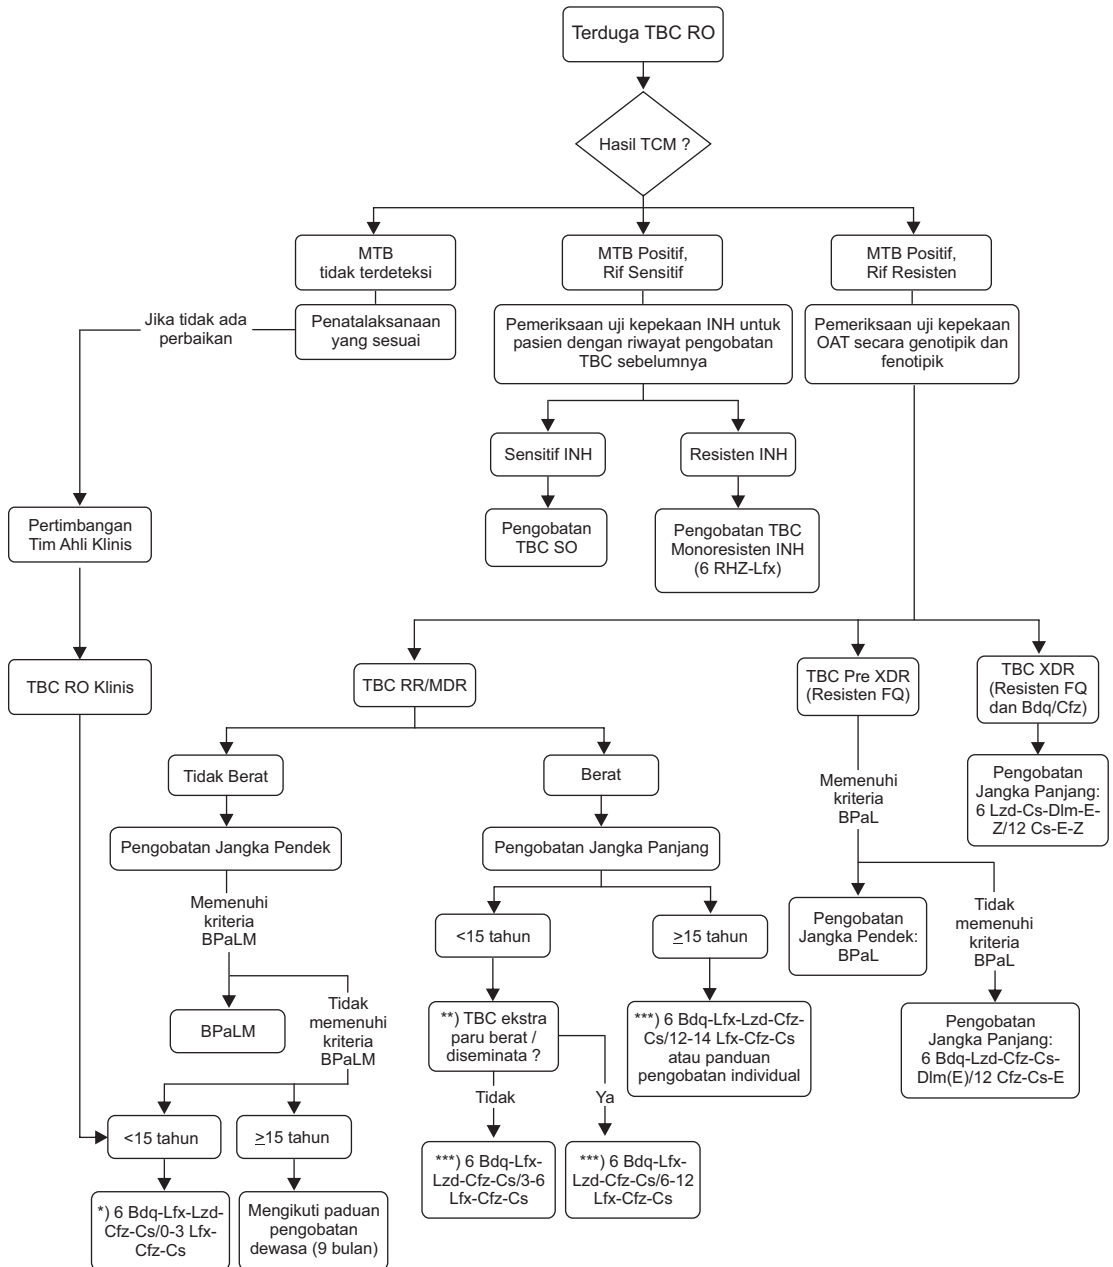 Terduga TBC RO
Hasil TCM ?
MTB
tidak terdeteksi
MTB Positif,
Rif Sensitif
MTB Positif,
Rif Resisten
Jika tidak ada
perbaikan
Penatalaksanaan
yang sesuai
Pemeriksaan uji kepekaan INH untuk
pasien dengan riwayat pengobatan
TBC sebelumnya
Pemeriksaan uji kepekaan
OAT secara genotipik dan
fenotipik
Sensitif INH
Resisten INH
Pengobatan
TBC SO
Pengobatan TBC
Monoresisten INH
(6 RHZ-Lfx)
Pertimbangan
Tim Ahli Klinis
TBC RO Klinis
TBC RR/MDR
TBC Pre XDR
(Resisten FQ)
TBC XDR
(Resisten FQ
dan Bdq/Cfz)
Tidak Berat
Berat
Memenuhi
kriteria
BPaL
Pengobatan
Jangka Panjang:
6 Lzd-Cs-Dlm-E-
Z/12 Cs-E-Z
Pengobatan Jangka Pendek
Pengobatan Jangka Panjang
Memenuhi
kriteria
BPaLM
<15 tahun
≥15 tahun
Pengobatan
Jangka Pendek:
BPaL
Tidak
memenuhi
kriteria
BPaL
BPaLM
Tidak
memenuhi
kriteria
BPaLM
**) TBC ekstra
paru berat /
diseminata ?
***) 6 Bdq-Lfx-Lzd-Cfz-
Cs/12-14 Lfx-Cfz-Cs
atau panduan
pengobatan individual
Pengobatan
Jangka Panjang:
6 Bdq-Lzd-Cfz-Cs-
Dlm(E)/12 Cfz-Cs-E
Tidak
Ya
<15 tahun
≥15 tahun
***) 6 Bdq-Lfx-
Lzd-Cfz-Cs/3-6
Lfx-Cfz-Cs
***) 6 Bdq-Lfx-
Lzd-Cfz-Cs/6-12
Lfx-Cfz-Cs
*) 6 Bdq-Lfx-Lzd-
Cfz-Cs/0-3 Lfx-
Cfz-Cs
Mengikuti paduan
pengobatan
dewasa (9 bulan)